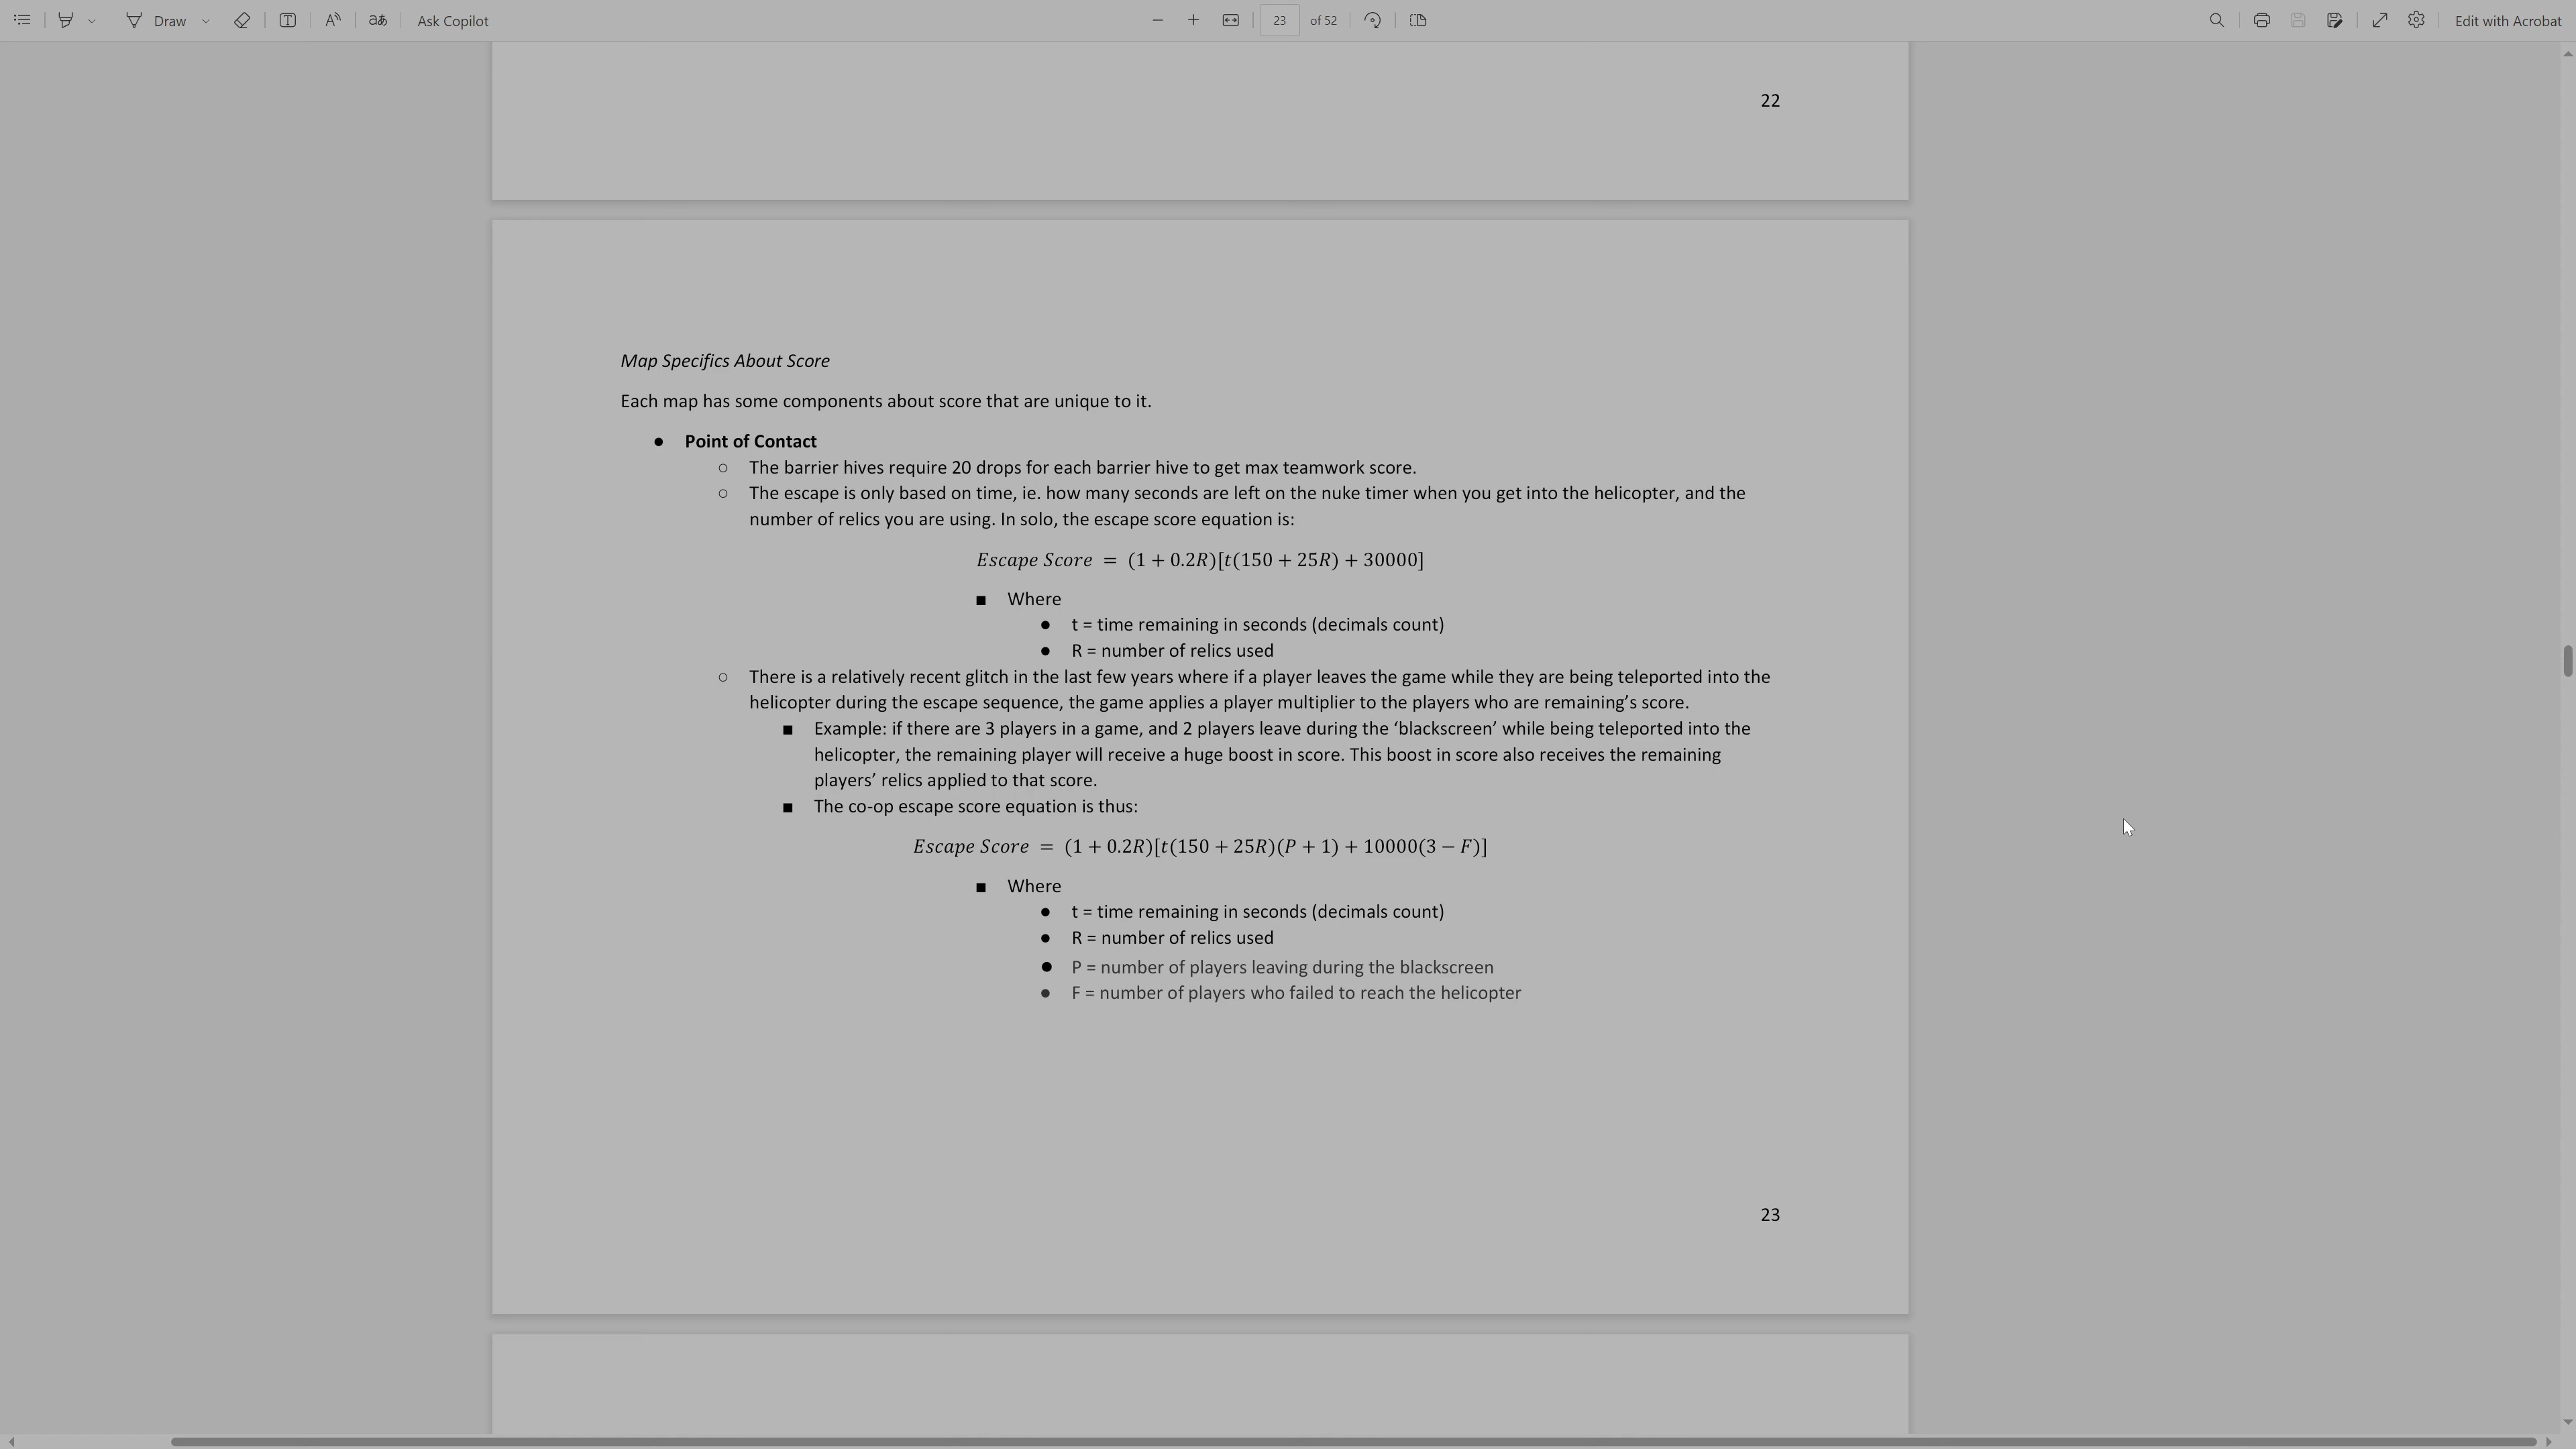 Draw
Ask Copilot
23 of 52
Edit with Acrobat
22
Map Specifics About Score
Each map has some components about score that are unique to it.
● Point of Contact
○ The barrier hives require 20 drops for each barrier hive to get max teamwork score.
○ The escape is only based on time, ie. how many seconds are left on the nuke timer when you get into the helicopter, and the
number of relics you are using. In solo, the escape score equation is:
Escape Score = (1 + 0.2R)[t(150 + 25R) + 30000]
■ Where
● t = time remaining in seconds (decimals count)
● R = number of relics used
○ There is a relatively recent glitch in the last few years where if a player leaves the game while they are being teleported into the
helicopter during the escape sequence, the game applies a player multiplier to the players who are remaining’s score.
■ Example: if there are 3 players in a game, and 2 players leave during the ‘blackscreen’ while being teleported into the
helicopter, the remaining player will receive a huge boost in score. This boost in score also receives the remaining
players’ relics applied to that score.
■ The co-op escape score equation is thus:
Escape Score = (1 + 0.2R)[t(150 + 25R)(P + 1) + 10000(3 − F)]
■ Where
● t = time remaining in seconds (decimals count)
● R = number of relics used
● P = number of players leaving during the blackscreen
● F = number of players who failed to reach the helicopter
23